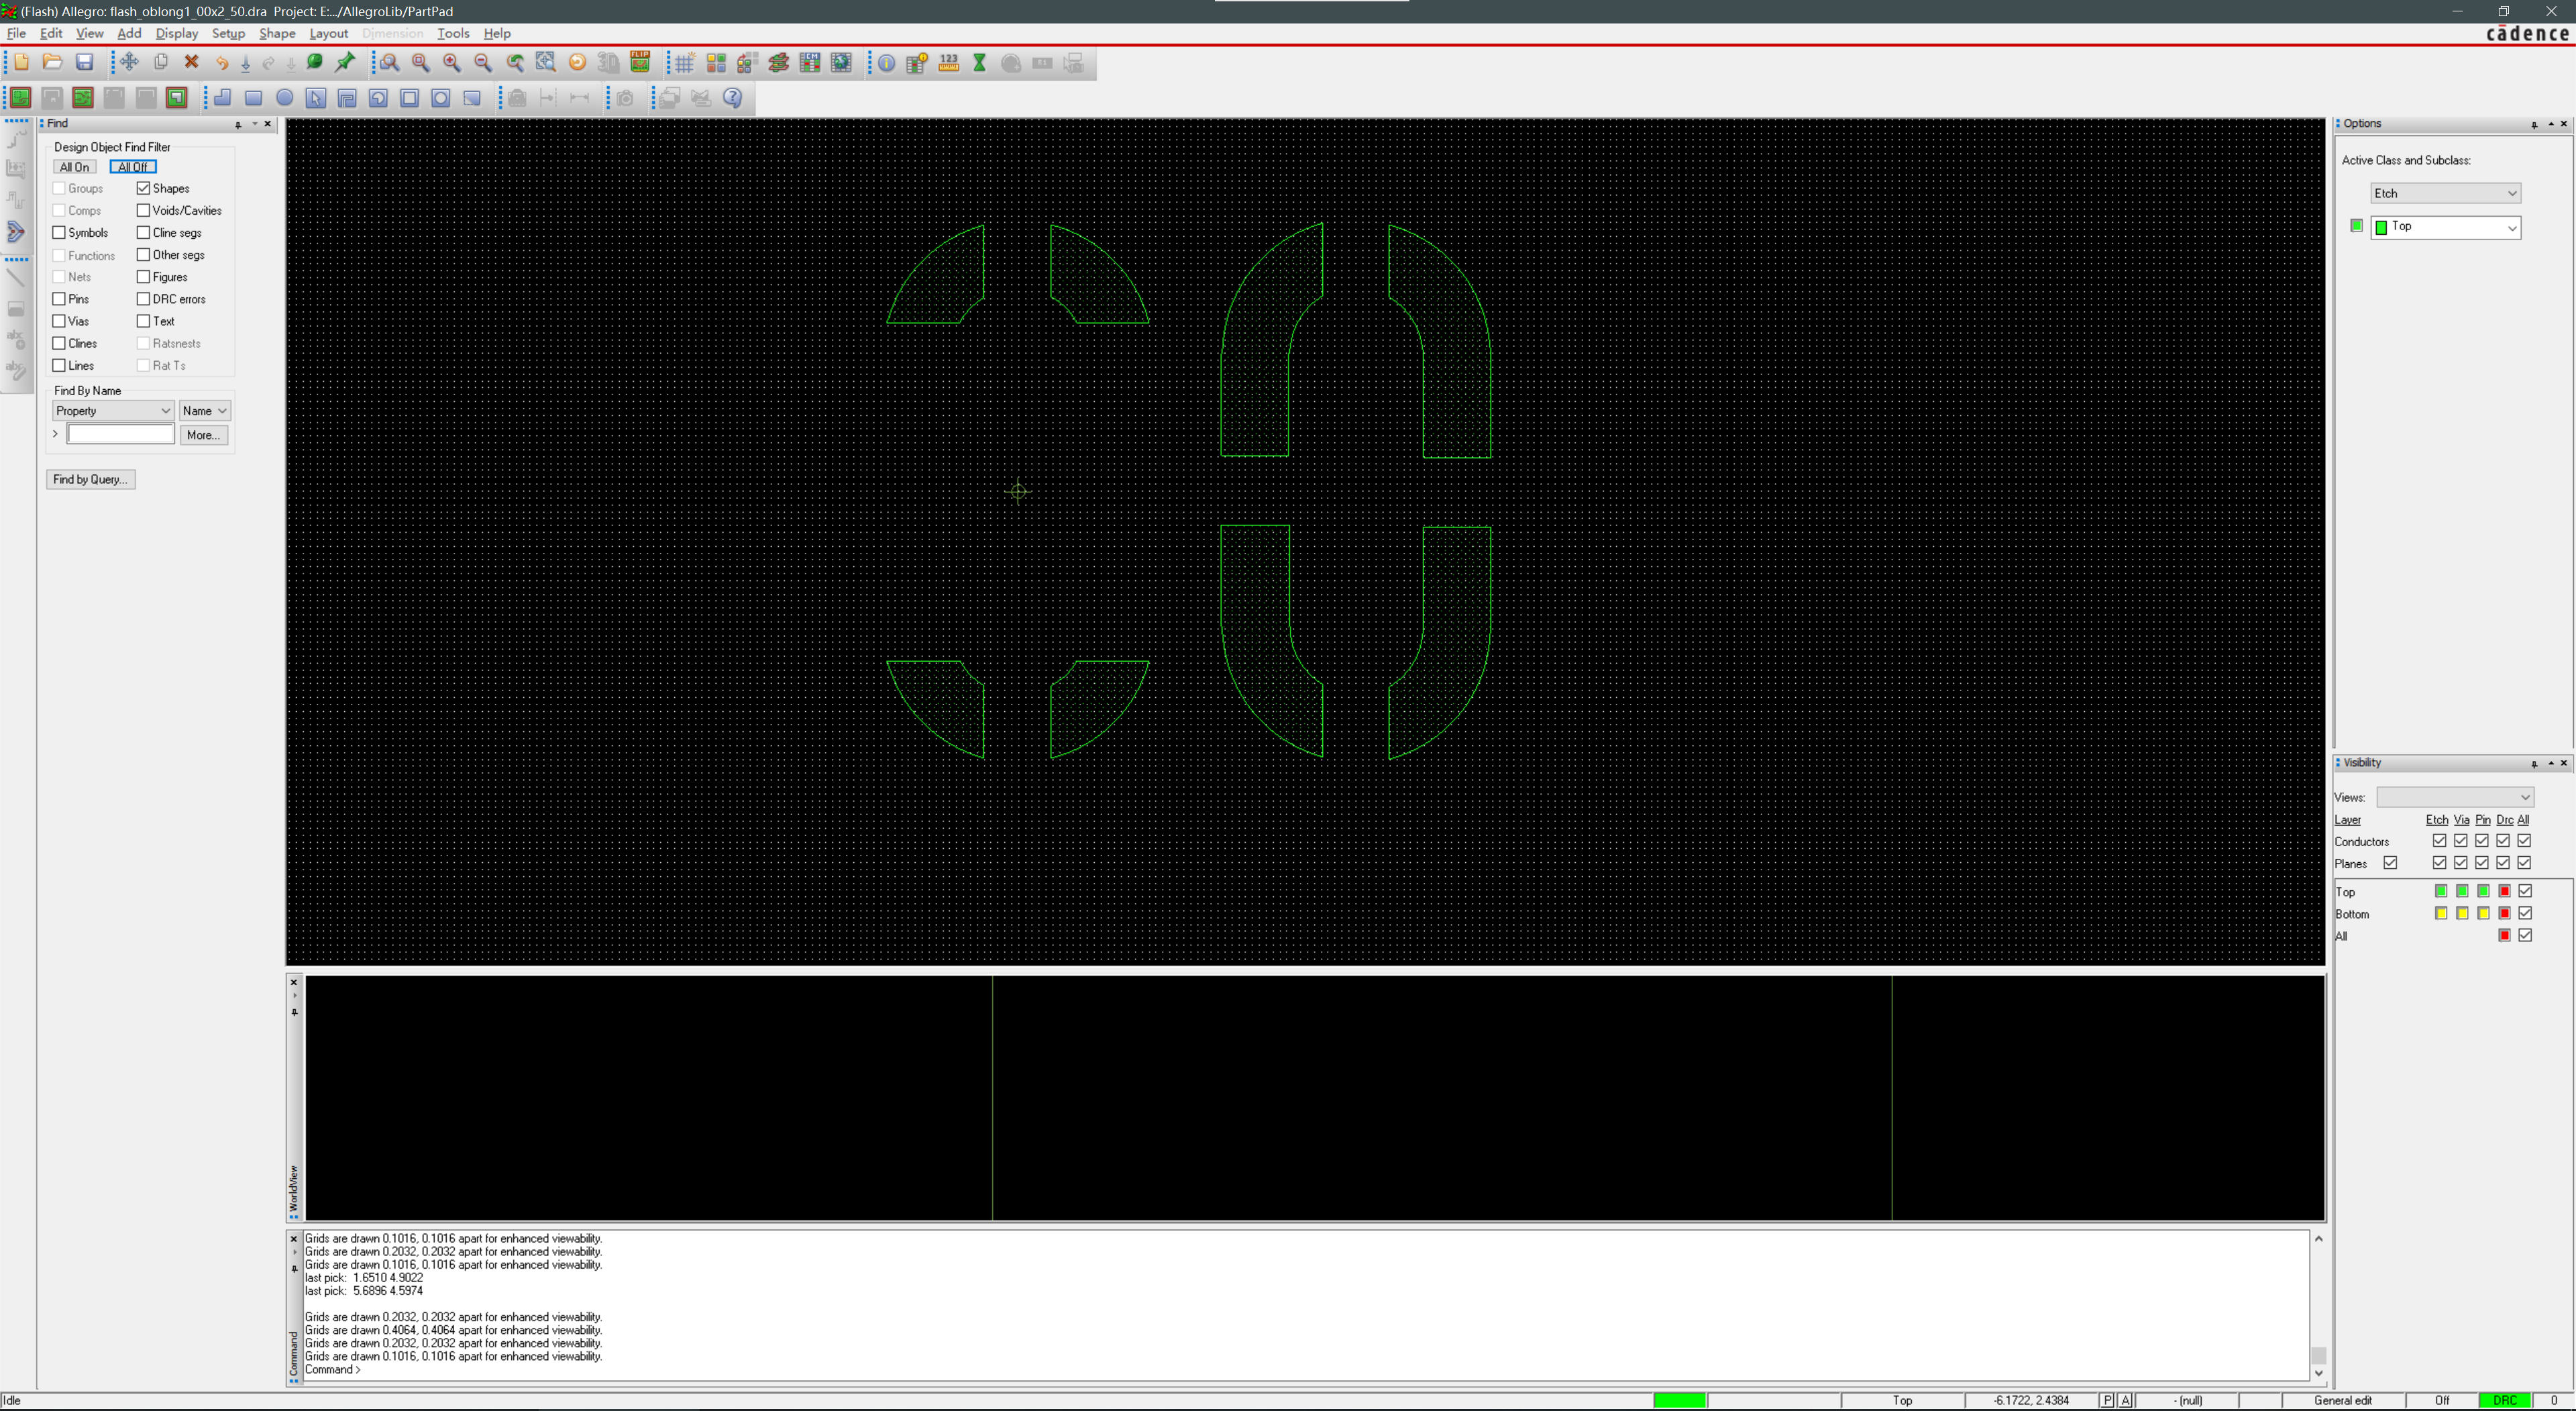 (Flash) Allegro: flash_oblong1_00x2_50.dra  Project: E:.../AllegroLib/PartPad
File Edit View Add Display Setup Shape Layout Dimension Tools Help
cādence
FLIP
123
Find
Design Object Find Filter
All On All Off
Groups Shapes
Comps Voids/Cavities
Symbols Cline segs
Functions Other segs
Nets Figures
Pins DRC errors
Vias Text
Clines Ratsnests
Lines Rat Ts
Find By Name
Property Name
> More...
Find by Query...
Options
Active Class and Subclass:
Etch
Top
Visibility
Views:
Layer Etch Via Pin Drc All
Conductors
Planes
Top
Bottom
All
WorldView
Grids are drawn 0.1016, 0.1016 apart for enhanced viewability.
Grids are drawn 0.2032, 0.2032 apart for enhanced viewability.
Grids are drawn 0.1016, 0.1016 apart for enhanced viewability.
last pick:  1.6510 4.9022
last pick:  5.6896 4.5974
Grids are drawn 0.2032, 0.2032 apart for enhanced viewability.
Grids are drawn 0.4064, 0.4064 apart for enhanced viewability.
Grids are drawn 0.2032, 0.2032 apart for enhanced viewability.
Grids are drawn 0.1016, 0.1016 apart for enhanced viewability.
Command >
Command
Idle Top -6.1722, 2.4384 P A - (null) General edit Off DRC 0